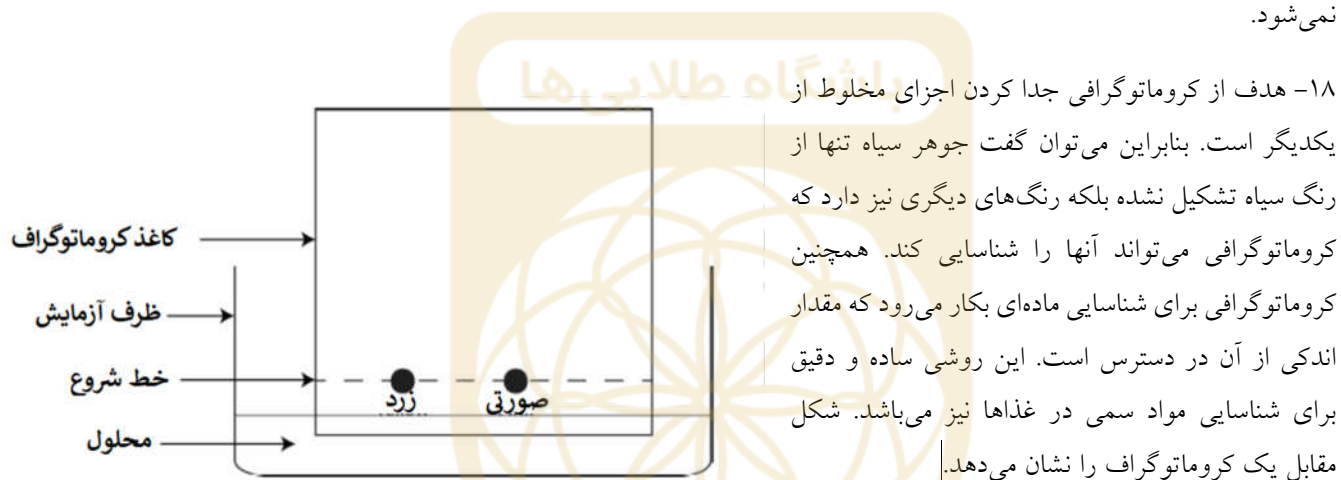 نمی‌شود.
باشگاه طلایی‌ها
۱۸- هدف از کروماتوگرافی جدا کردن اجزای مخلوط از
یکدیگر است. بنابراین می‌توان گفت جوهر سیاه تنها از
رنگ سیاه تشکیل نشده بلکه رنگ‌های دیگری نیز دارد که
کروماتوگرافی می‌تواند آنها را شناسایی کند. همچنین
کروماتوگرافی برای شناسایی ماده‌ای بکار می‌رود که مقدار
اندکی از آن در دسترس است. این روشی ساده و دقیق
برای شناسایی مواد سمی در غذاها نیز می‌باشد. شکل
مقابل یک کروماتوگراف را نشان می‌دهد.
کاغذ کروماتوگراف
ظرف آزمایش
خط شروع
صورتی زرد
محلول